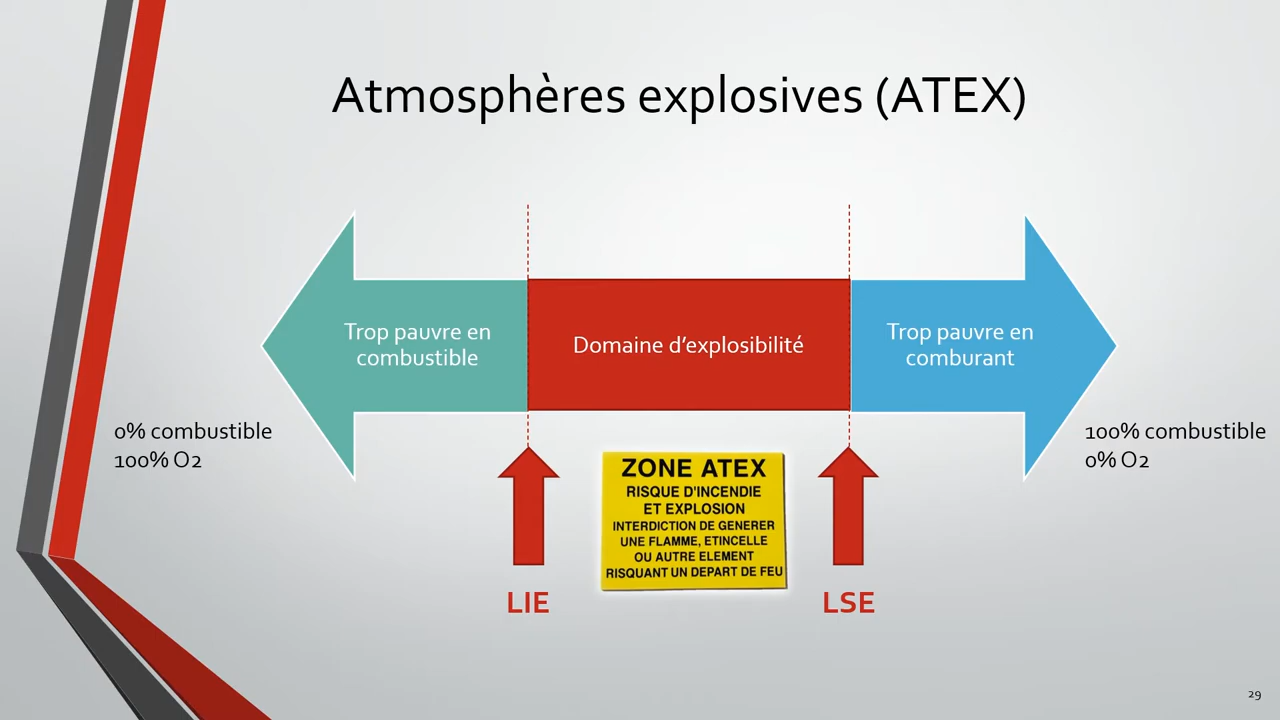 Atmosphères explosives (ATEX)
Trop pauvre en
combustible
Domaine d’explosibilité
Trop pauvre en
comburant
0% combustible
100% O2
100% combustible
0% O2
ZONE ATEX
RISQUE D'INCENDIE
ET EXPLOSION
INTERDICTION DE GENERER
UNE FLAMME, ETINCELLE
OU AUTRE ELEMENT
RISQUANT UN DEPART DE FEU
LIE
LSE
29